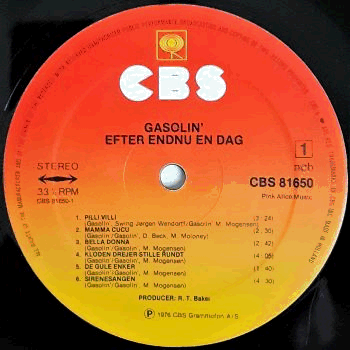 CBS
GASOLIN'
EFTER ENDNU EN DAG
STEREO
33⅓ RPM
CBS 81650-1
1
ncb
CBS 81650
Pink Alice Music
1 PILLI VILLI (3 24)
(Gasolin', Swing Jørgen Wendorff/Gasolin', M. Mogensen)
2 MAMMA CUCU (2 30)
(Gasolin'/Gasolin', D. Beck, M. Moloney)
3 BELLA DONNA (2 42)
(Gasolin'/Gasolin', M. Mogensen)
4 KLODEN DREJER STILLE RUNDT (4 05)
(Gasolin'/Gasolin', M. Mogensen)
5 DE GULE ENKER (1 40)
(Gasolin'/Gasolin', M. Mogensen)
6 SIRENESANGEN (4 30)
(Gasolin'/Gasolin', M. Mogensen)
PRODUCER: R. T. Baker
Ⓟ 1976 CBS Grammofon A/S